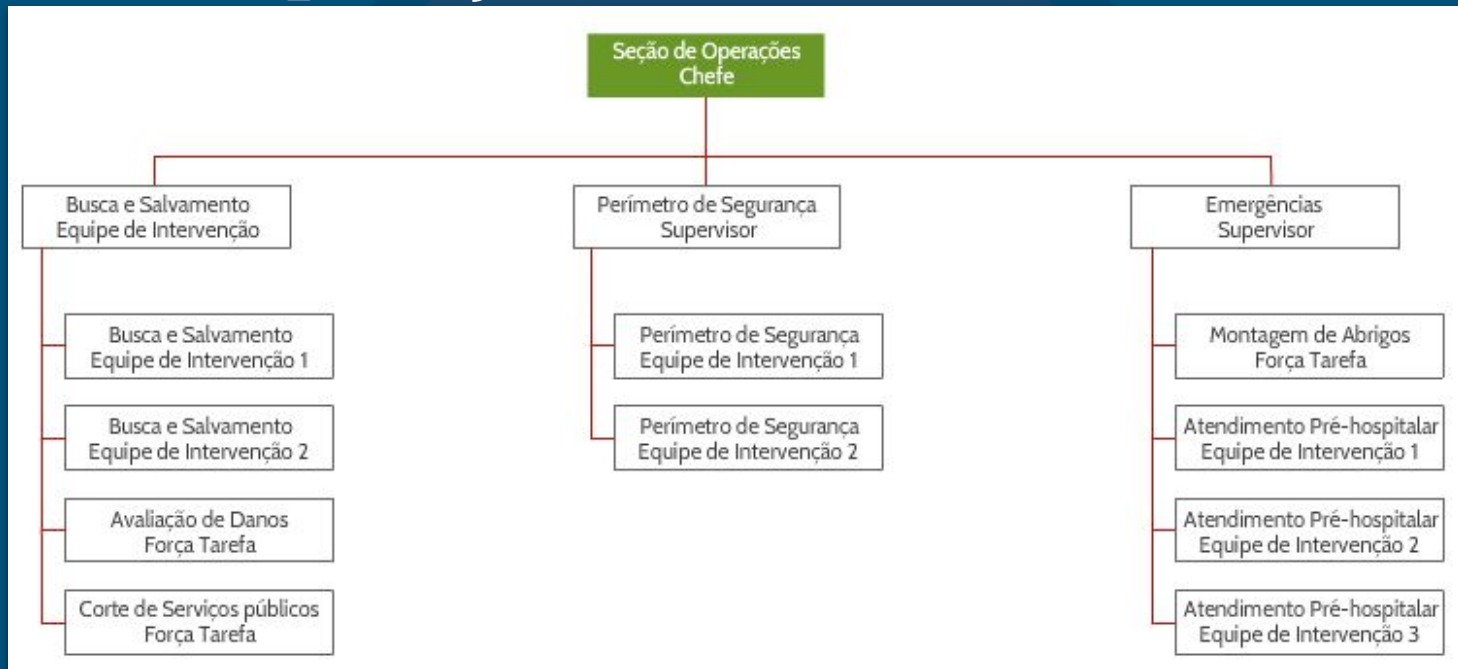 Seção de Operações
Chefe
Busca e Salvamento
Equipe de Intervenção
Perímetro de Segurança
Supervisor
Emergências
Supervisor
Busca e Salvamento
Equipe de Intervenção 1
Busca e Salvamento
Equipe de Intervenção 2
Avaliação de Danos
Força Tarefa
Corte de Serviços públicos
Força Tarefa
Perímetro de Segurança
Equipe de Intervenção 1
Perímetro de Segurança
Equipe de Intervenção 2
Montagem de Abrigos
Força Tarefa
Atendimento Pré-hospitalar
Equipe de Intervenção 1
Atendimento Pré-hospitalar
Equipe de Intervenção 2
Atendimento Pré-hospitalar
Equipe de Intervenção 3